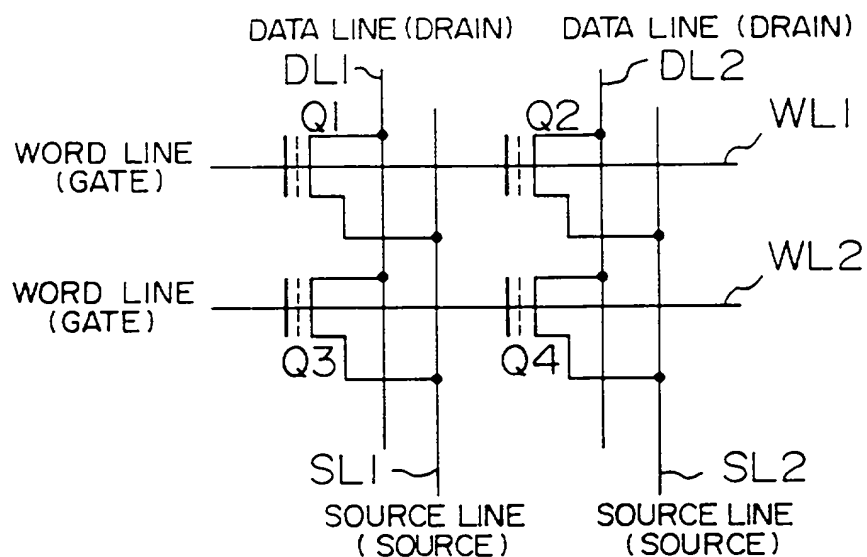 DATA LINE (DRAIN)
DATA LINE (DRAIN)
DL1
DL2
Q1
Q2
WL1
WORD LINE
(GATE)
WL2
WORD LINE
(GATE)
Q3
Q4
SL1
SL2
SOURCE LINE
(SOURCE)
SOURCE LINE
(SOURCE)